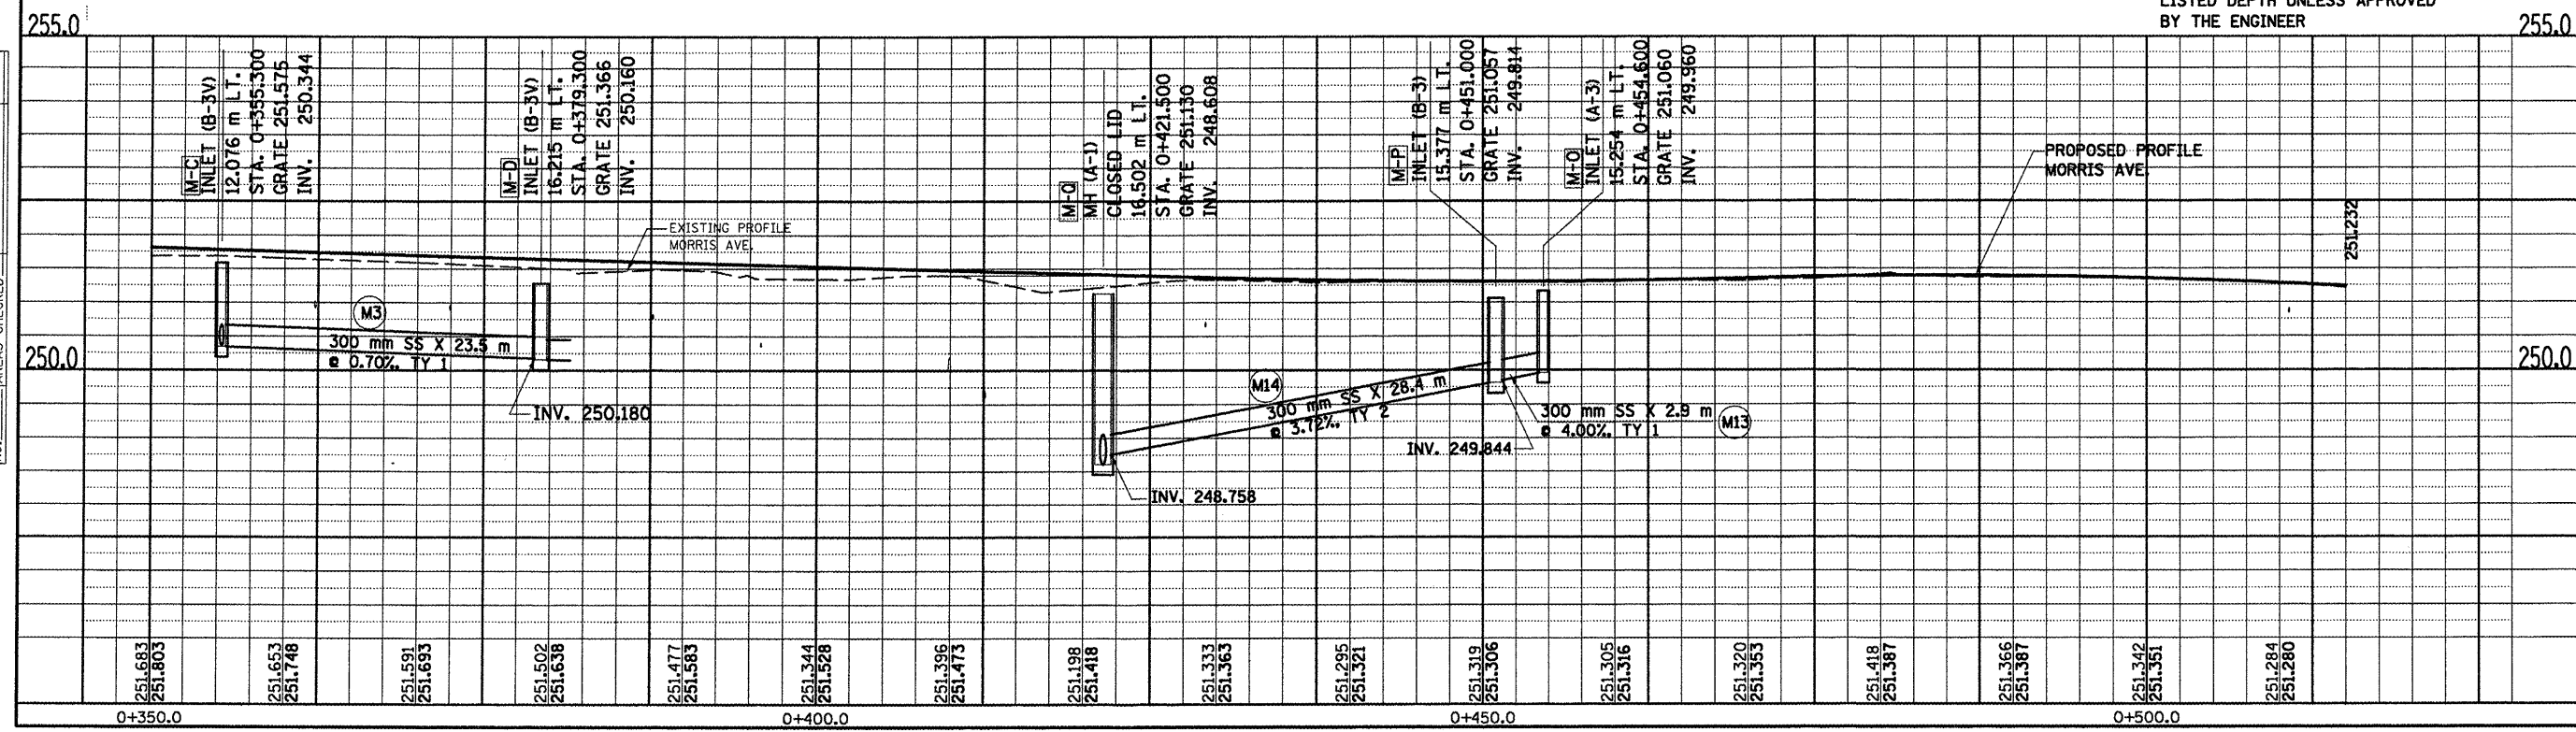 LISTED DEPTH UNLESS APPROVED
BY THE ENGINEER
255.0
255.0
M-C
INLET (B-3V)
12.076 m LT.
STA. 0+355.300
GRATE 251.575
INV. 250.344
M-D
INLET (B-3V)
16.215 m LT.
STA. 0+379.300
GRATE 251.366
INV. 250.160
M-Q
MH (A-1)
CLOSED LID
16.502 m LT.
STA. 0+421.500
GRATE 251.130
INV. 248.608
M-P
INLET (B-3)
15.377 m LT.
STA. 0+451.000
GRATE 251.057
INV. 249.814
M-O
INLET (A-3)
15.254 m LT.
STA. 0+454.600
GRATE 251.060
INV. 249.960
PROPOSED PROFILE
MORRIS AVE.
251.232
EXISTING PROFILE
MORRIS AVE.
M3
300 mm SS X 23.5 m
@ 0.70%, TY 1
250.0
250.0
INV. 250.180
M14
300 mm SS X 28.4 m
@ 3.72%, TY 2
300 mm SS X 2.9 m
@ 4.00%, TY 1
M13
INV. 249.844
INV. 248.758
251.683
251.803
251.653
251.748
251.591
251.693
251.502
251.638
251.477
251.583
251.344
251.528
251.396
251.473
251.198
251.418
251.333
251.363
251.295
251.321
251.319
251.306
251.305
251.316
251.320
251.353
251.418
251.387
251.366
251.387
251.342
251.351
251.284
251.280
0+350.0
0+400.0
0+450.0
0+500.0